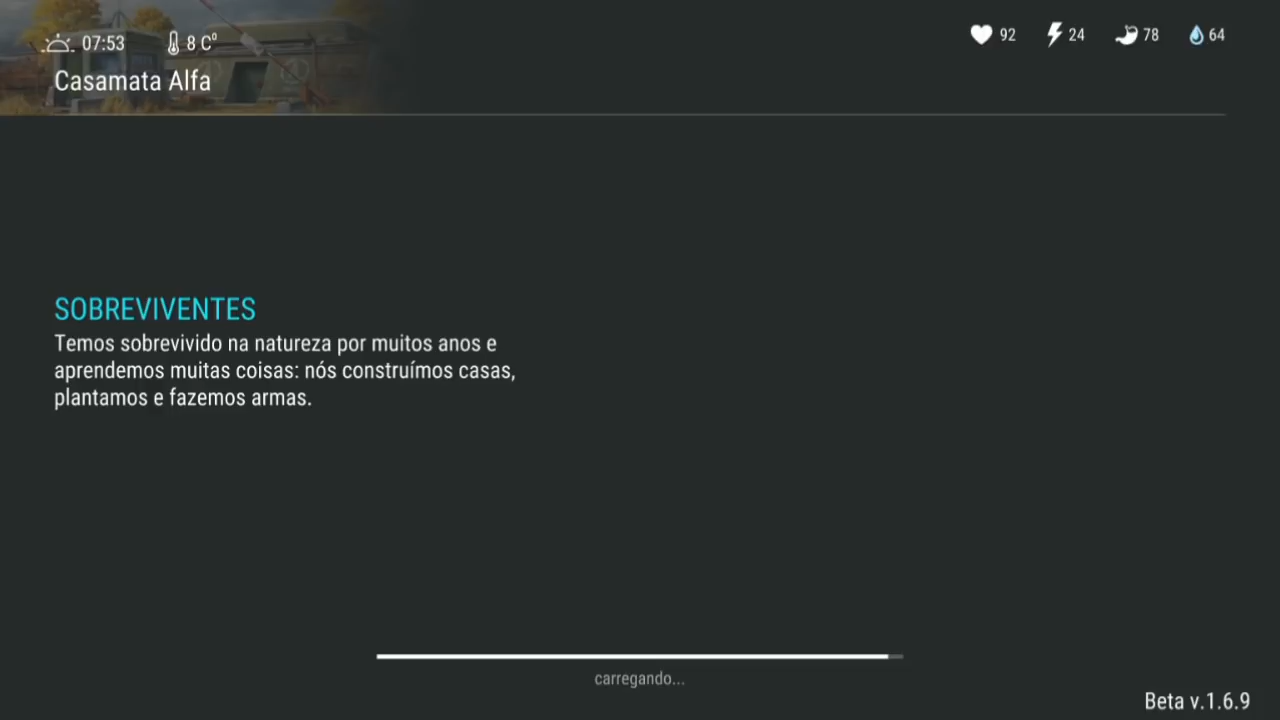 07:53 8 Cº
92 24 78 64
Casamata Alfa
SOBREVIVENTES
Temos sobrevivido na natureza por muitos anos e
aprendemos muitas coisas: nós construímos casas,
plantamos e fazemos armas.
carregando...
Beta v.1.6.9